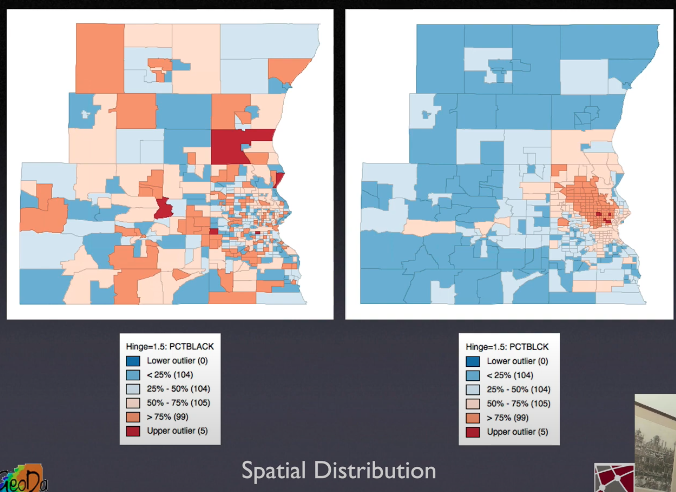 Hinge=1.5: PCTBLACK
Lower outlier (0)
< 25% (104)
25% - 50% (104)
50% - 75% (105)
> 75% (99)
Upper outlier (5)
Hinge=1.5: PCTBLCK
Lower outlier (0)
< 25% (104)
25% - 50% (104)
50% - 75% (105)
> 75% (99)
Upper outlier (5)
Spatial Distribution
GeoDa